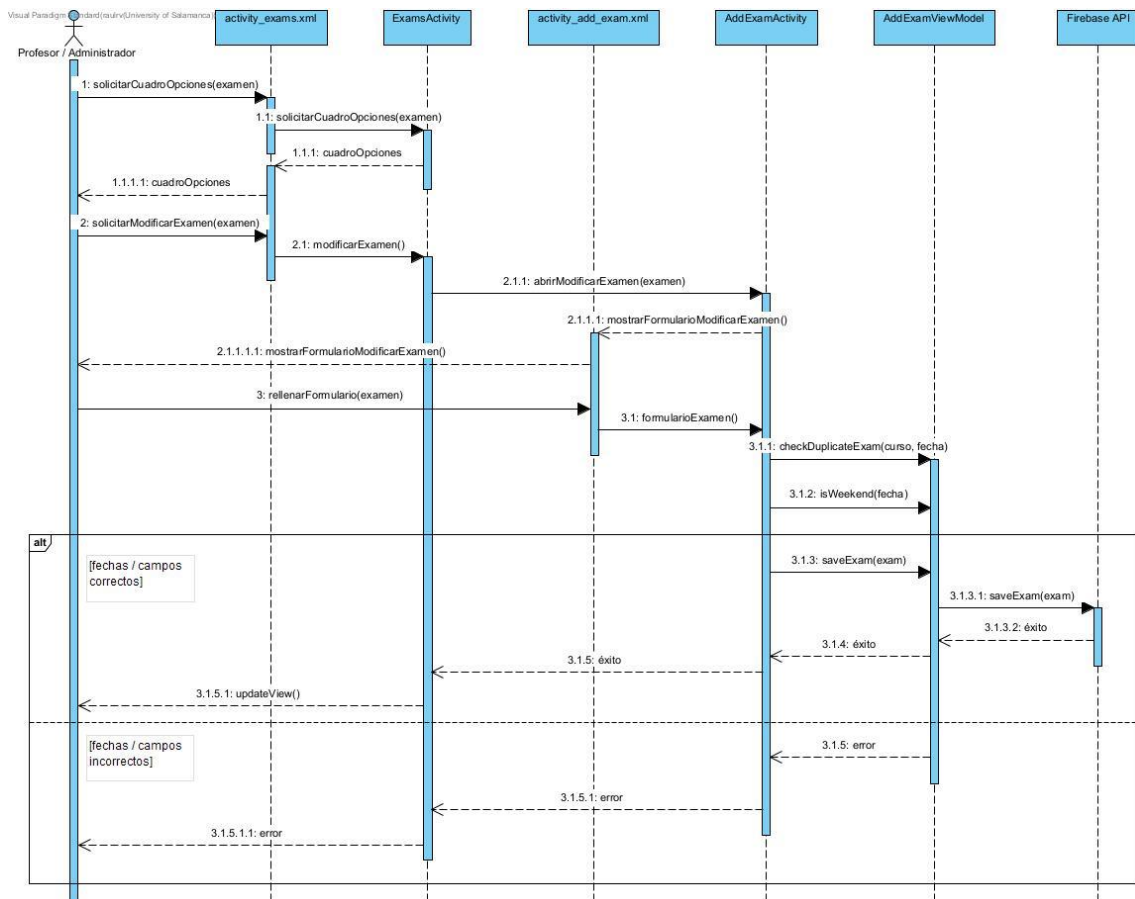 Visual Paradigm Standard(raulrv(University of Salamanca))
activity_exams.xml
ExamsActivity
activity_add_exam.xml
AddExamActivity
AddExamViewModel
Firebase API
Profesor / Administrador
1: solicitarCuadroOpciones(examen)
1.1: solicitarCuadroOpciones(examen)
1.1.1: cuadroOpciones
1.1.1.1: cuadroOpciones
2: solicitarModificarExamen(examen)
2.1: modificarExamen()
2.1.1: abrirModificarExamen(examen)
2.1.1.1: mostrarFormularioModificarExamen()
2.1.1.1.1: mostrarFormularioModificarExamen()
3: rellenarFormulario(examen)
3.1: formularioExamen()
3.1.1: checkDuplicateExam(curso, fecha)
3.1.2: isWeekend(fecha)
alt
[fechas / campos
correctos]
3.1.3: saveExam(exam)
3.1.3.1: saveExam(exam)
3.1.3.2: éxito
3.1.4: éxito
3.1.5: éxito
3.1.5.1: updateView()
[fechas / campos
incorrectos]
3.1.5: error
3.1.5.1: error
3.1.5.1.1: error